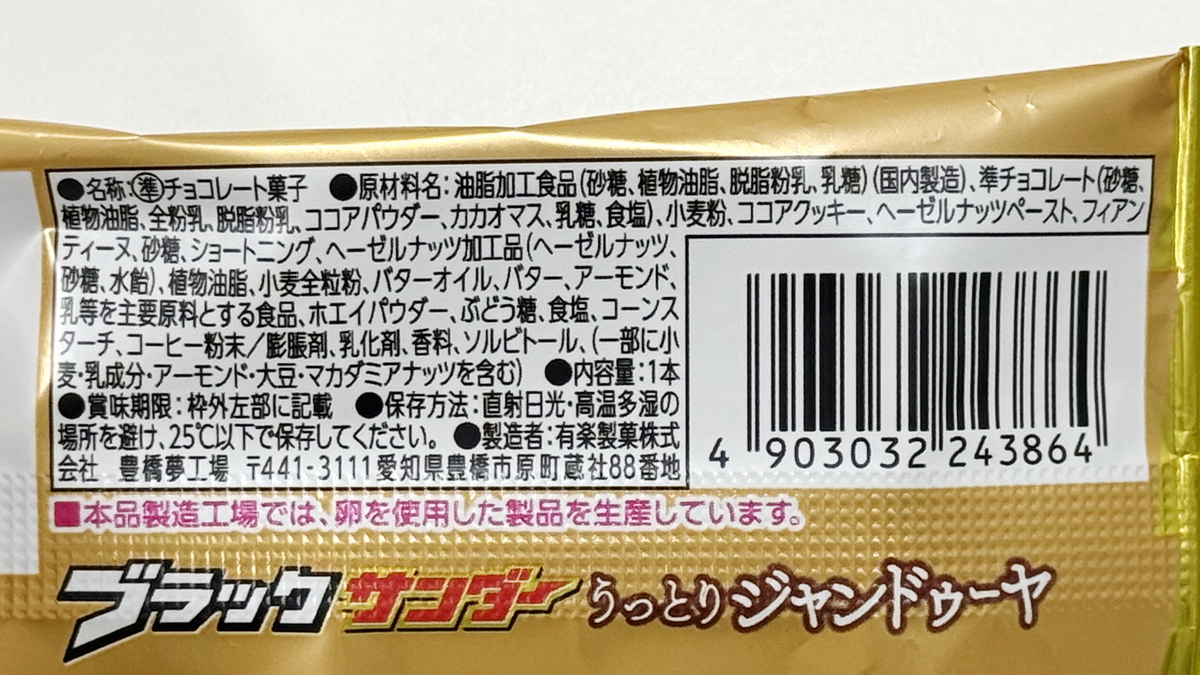 ●名称:準チョコレート菓子 ●原材料名:油脂加工食品(砂糖、植物油脂、脱脂粉乳、乳糖)(国内製造)、準チョコレート(砂糖、
植物油脂、全粉乳、脱脂粉乳、ココアパウダー、カカオマス、乳糖、食塩)、小麦粉、ココアクッキー、ヘーゼルナッツペースト、フィアン
ティーヌ、砂糖、ショートニング、ヘーゼルナッツ加工品(ヘーゼルナッツ、
砂糖、水飴)、植物油脂、小麦全粒粉、バターオイル、バター、アーモンド、
乳等を主要原料とする食品、ホエイパウダー、ぶどう糖、食塩、コーンス
ターチ、コーヒー粉末/膨脹剤、乳化剤、香料、ソルビトール、(一部に小
麦・乳成分・アーモンド・大豆・マカダミアナッツを含む) ●内容量:1本
●賞味期限:枠外左部に記載 ●保存方法:直射日光・高温多湿の
場所を避け、25℃以下で保存してください。 ●製造者:有楽製菓株式
会社 豊橋夢工場 〒441-3111愛知県豊橋市原町蔵社88番地
4 903032 243864
■本品製造工場では、卵を使用した製品を生産しています。
ブラックサンダー うっとりジャンドゥーヤ